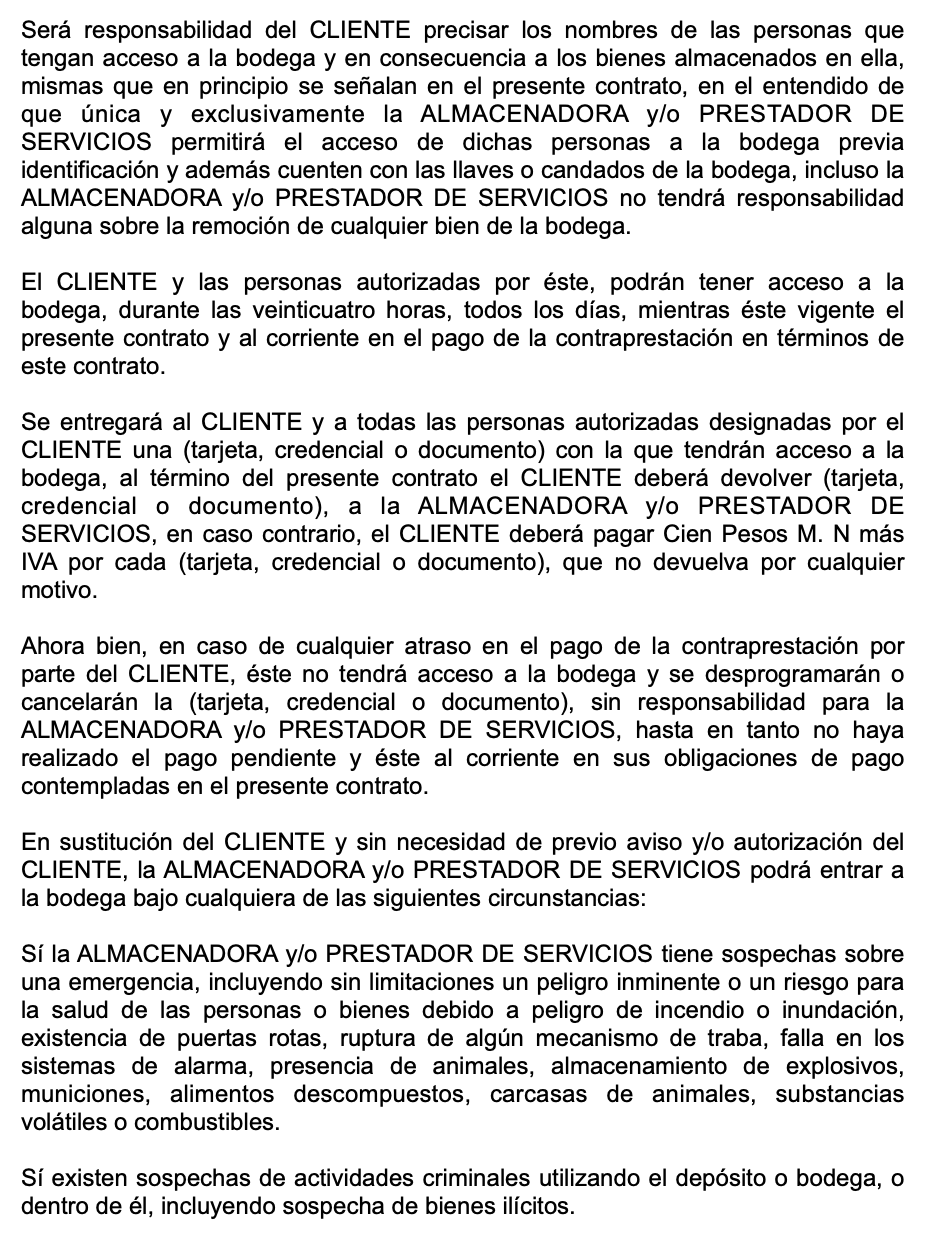 Será responsabilidad del CLIENTE precisar los nombres de las personas que
tengan acceso a la bodega y en consecuencia a los bienes almacenados en ella,
mismas que en principio se señalan en el presente contrato, en el entendido de
que única y exclusivamente la ALMACENADORA y/o PRESTADOR DE
SERVICIOS permitirá el acceso de dichas personas a la bodega previa
identificación y además cuenten con las llaves o candados de la bodega, incluso la
ALMACENADORA y/o PRESTADOR DE SERVICIOS no tendrá responsabilidad
alguna sobre la remoción de cualquier bien de la bodega.
El CLIENTE y las personas autorizadas por éste, podrán tener acceso a la
bodega, durante las veinticuatro horas, todos los días, mientras éste vigente el
presente contrato y al corriente en el pago de la contraprestación en términos de
este contrato.
Se entregará al CLIENTE y a todas las personas autorizadas designadas por el
CLIENTE una (tarjeta, credencial o documento) con la que tendrán acceso a la
bodega, al término del presente contrato el CLIENTE deberá devolver (tarjeta,
credencial o documento), a la ALMACENADORA y/o PRESTADOR DE
SERVICIOS, en caso contrario, el CLIENTE deberá pagar Cien Pesos M. N más
IVA por cada (tarjeta, credencial o documento), que no devuelva por cualquier
motivo.
Ahora bien, en caso de cualquier atraso en el pago de la contraprestación por
parte del CLIENTE, éste no tendrá acceso a la bodega y se desprogramarán o
cancelarán la (tarjeta, credencial o documento), sin responsabilidad para la
ALMACENADORA y/o PRESTADOR DE SERVICIOS, hasta en tanto no haya
realizado el pago pendiente y éste al corriente en sus obligaciones de pago
contempladas en el presente contrato.
En sustitución del CLIENTE y sin necesidad de previo aviso y/o autorización del
CLIENTE, la ALMACENADORA y/o PRESTADOR DE SERVICIOS podrá entrar a
la bodega bajo cualquiera de las siguientes circunstancias:
Sí la ALMACENADORA y/o PRESTADOR DE SERVICIOS tiene sospechas sobre
una emergencia, incluyendo sin limitaciones un peligro inminente o un riesgo para
la salud de las personas o bienes debido a peligro de incendio o inundación,
existencia de puertas rotas, ruptura de algún mecanismo de traba, falla en los
sistemas de alarma, presencia de animales, almacenamiento de explosivos,
municiones, alimentos descompuestos, carcasas de animales, substancias
volátiles o combustibles.
Sí existen sospechas de actividades criminales utilizando el depósito o bodega, o
dentro de él, incluyendo sospecha de bienes ilícitos.